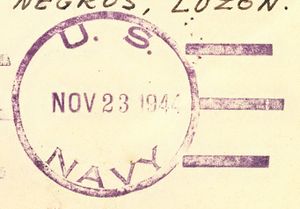 NEGROS, LUZON.
U. S.
NOV 23 1944
NAVY